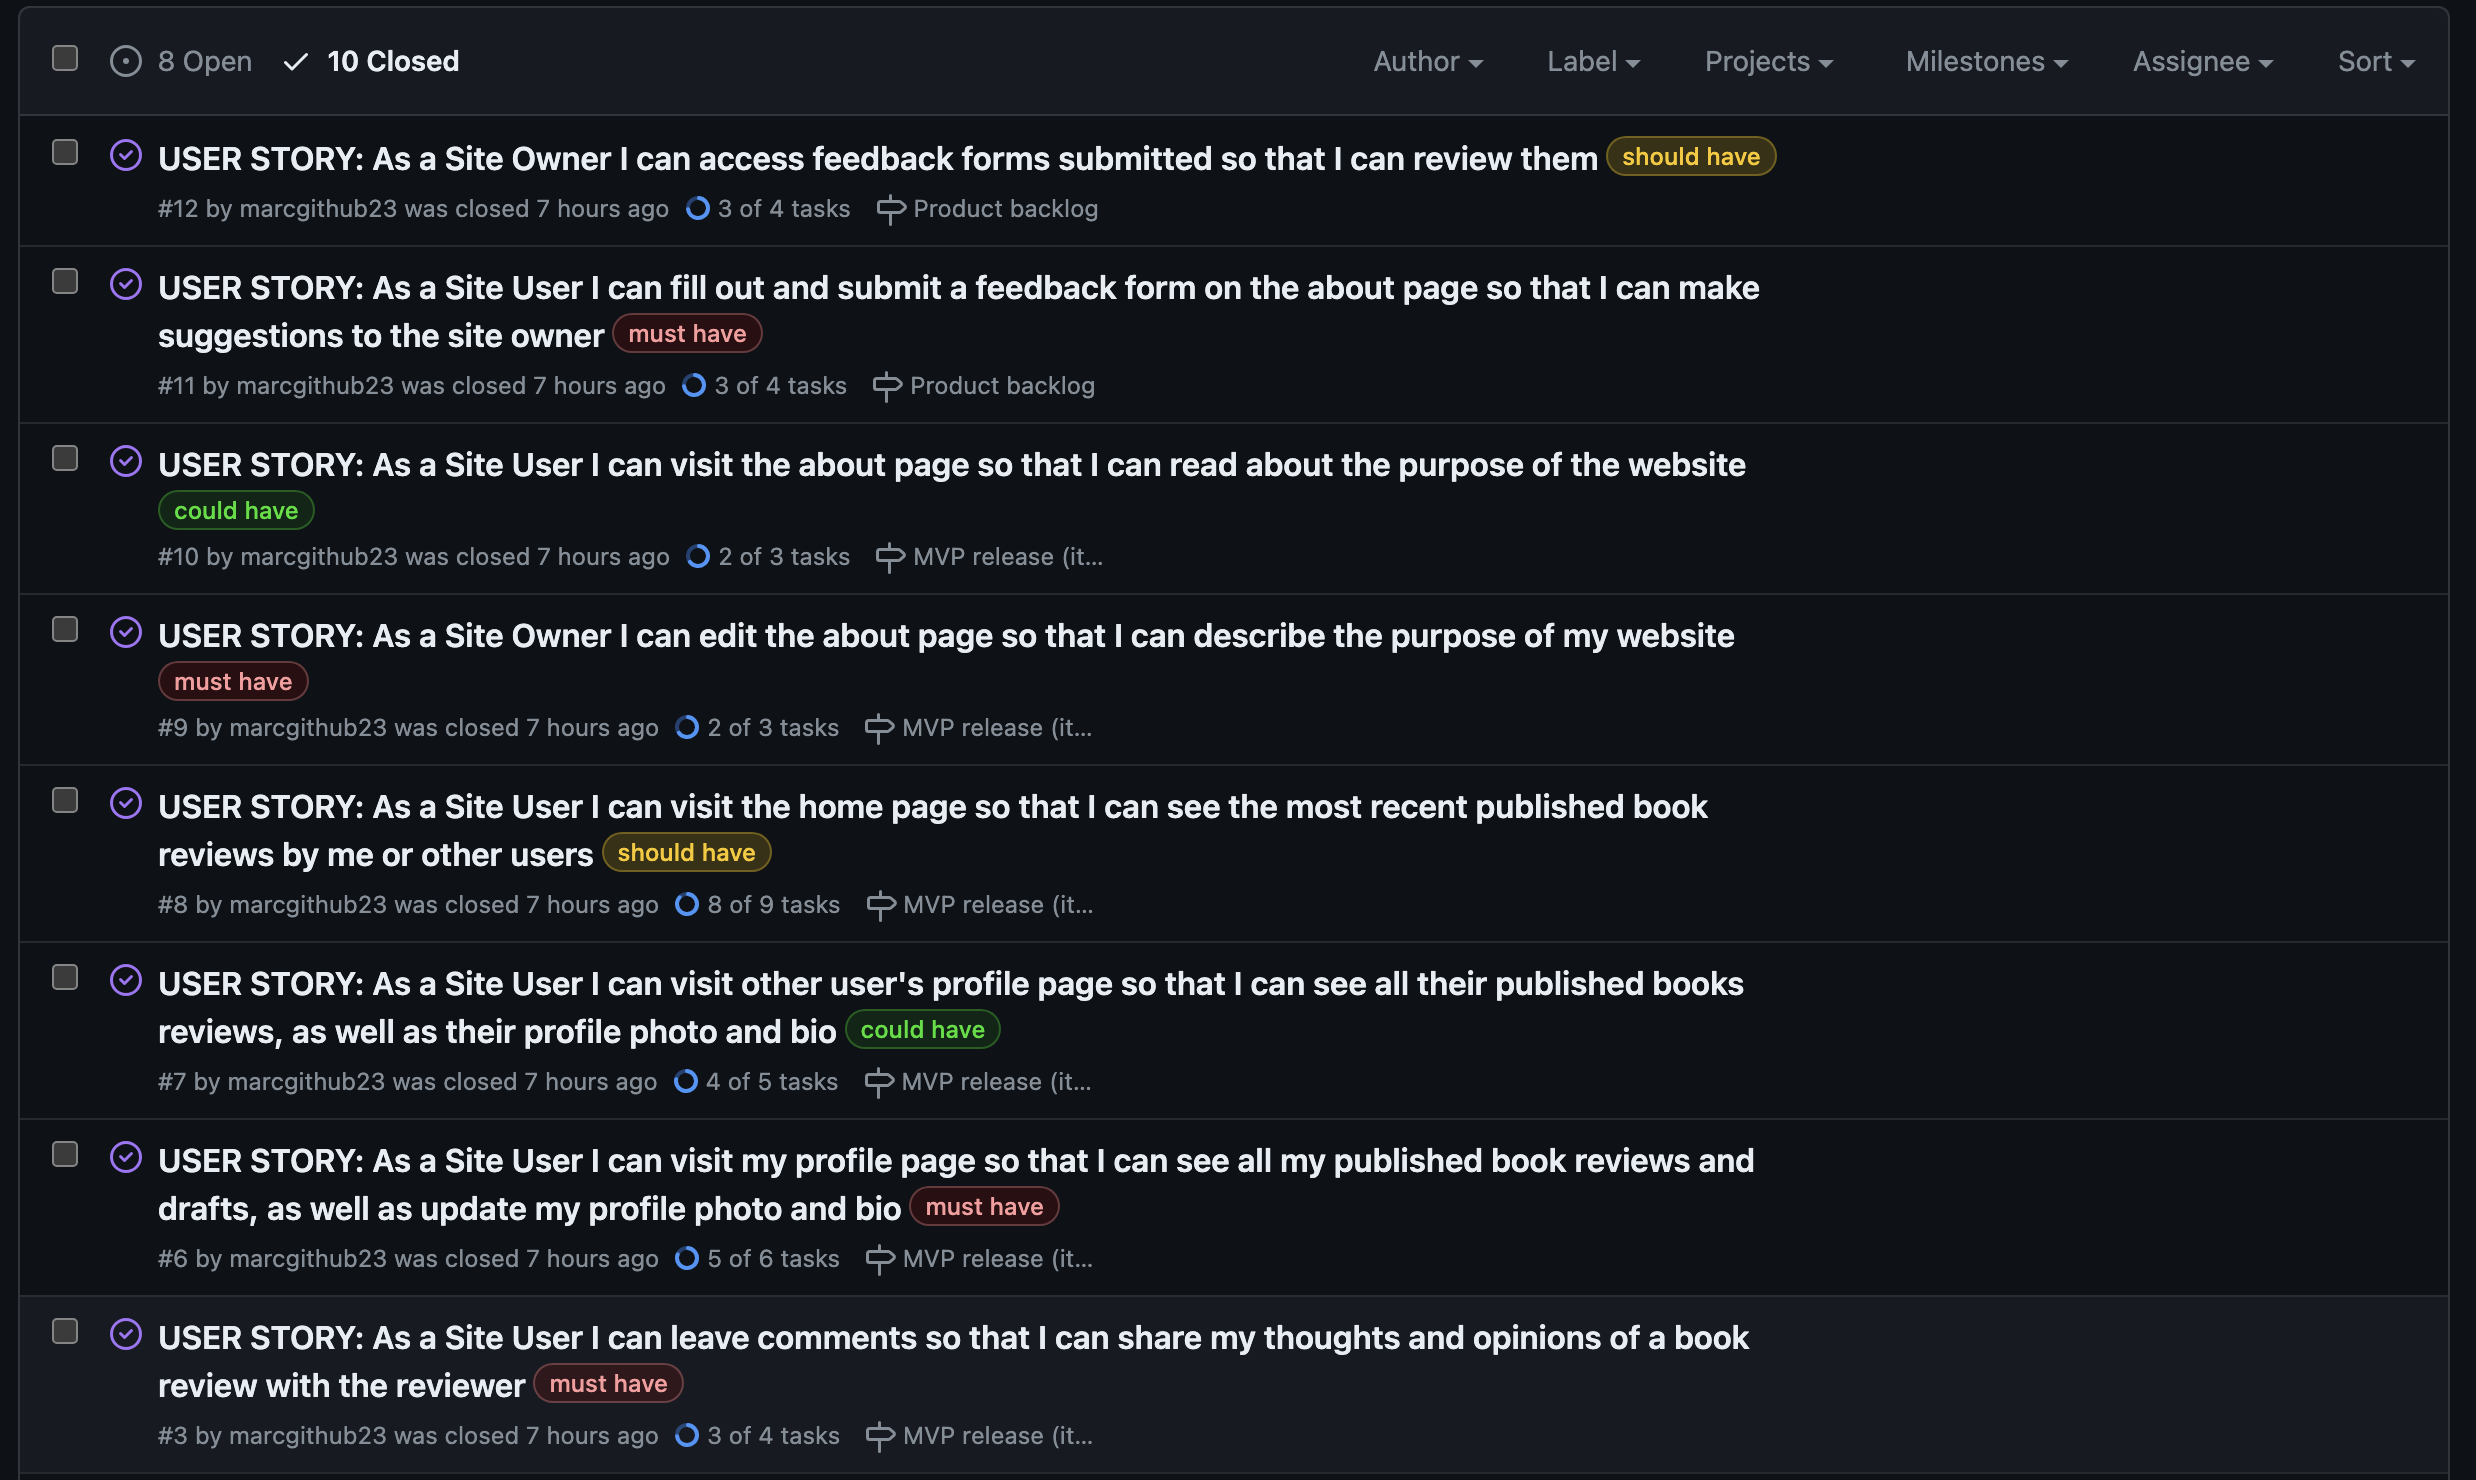 8 Open 10 Closed Author Label Projects Milestones Assignee Sort
USER STORY: As a Site Owner I can access feedback forms submitted so that I can review them should have
#12 by marcgithub23 was closed 7 hours ago 3 of 4 tasks Product backlog
USER STORY: As a Site User I can fill out and submit a feedback form on the about page so that I can make
suggestions to the site owner must have
#11 by marcgithub23 was closed 7 hours ago 3 of 4 tasks Product backlog
USER STORY: As a Site User I can visit the about page so that I can read about the purpose of the website
could have
#10 by marcgithub23 was closed 7 hours ago 2 of 3 tasks MVP release (it...
USER STORY: As a Site Owner I can edit the about page so that I can describe the purpose of my website
must have
#9 by marcgithub23 was closed 7 hours ago 2 of 3 tasks MVP release (it...
USER STORY: As a Site User I can visit the home page so that I can see the most recent published book
reviews by me or other users should have
#8 by marcgithub23 was closed 7 hours ago 8 of 9 tasks MVP release (it...
USER STORY: As a Site User I can visit other user's profile page so that I can see all their published books
reviews, as well as their profile photo and bio could have
#7 by marcgithub23 was closed 7 hours ago 4 of 5 tasks MVP release (it...
USER STORY: As a Site User I can visit my profile page so that I can see all my published book reviews and
drafts, as well as update my profile photo and bio must have
#6 by marcgithub23 was closed 7 hours ago 5 of 6 tasks MVP release (it...
USER STORY: As a Site User I can leave comments so that I can share my thoughts and opinions of a book
review with the reviewer must have
#3 by marcgithub23 was closed 7 hours ago 3 of 4 tasks MVP release (it...